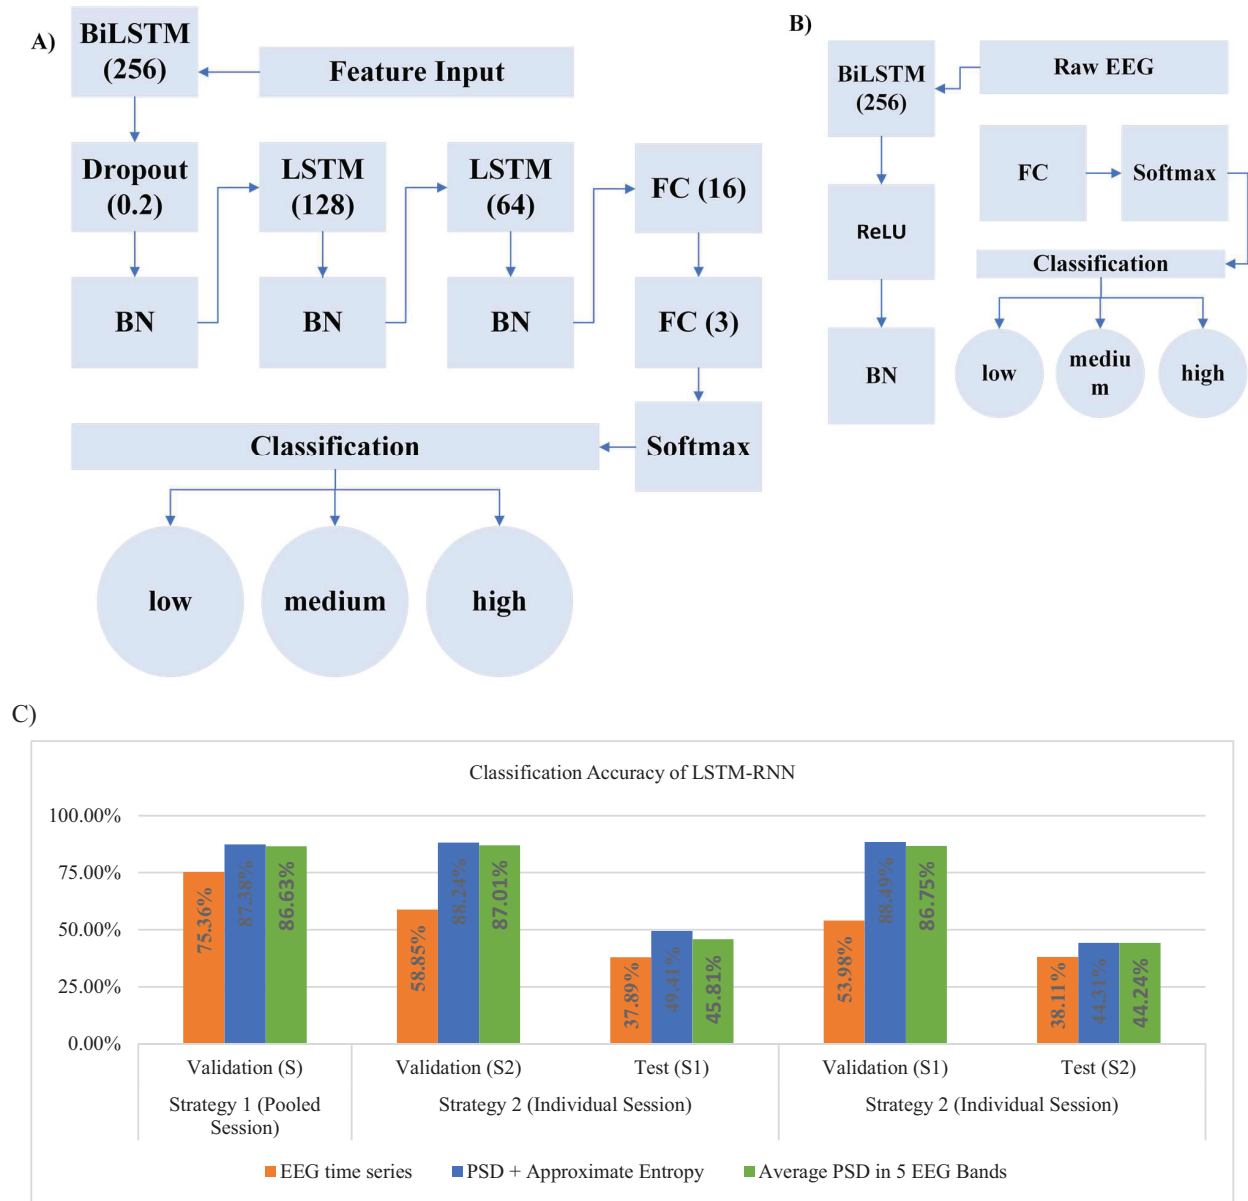 A)
BiLSTM
(256)
Feature Input
Dropout
(0.2)
LSTM
(128)
LSTM
(64)
FC (16)
BN
BN
BN
FC (3)
Classification
Softmax
low
medium
high
B)
BiLSTM
(256)
Raw EEG
FC
Softmax
ReLU
Classification
BN
low
mediu
m
high
C)
Classification Accuracy of LSTM-RNN
100.00%
75.00%
50.00%
25.00%
0.00%
75.36%
87.38%
86.63%
58.85%
88.24%
87.01%
37.89%
49.41%
45.81%
53.98%
88.49%
86.75%
38.11%
44.31%
44.24%
Validation (S)
Validation (S2)
Test (S1)
Validation (S1)
Test (S2)
Strategy 1 (Pooled
Session)
Strategy 2 (Individual Session)
Strategy 2 (Individual Session)
EEG time series
PSD + Approximate Entropy
Average PSD in 5 EEG Bands